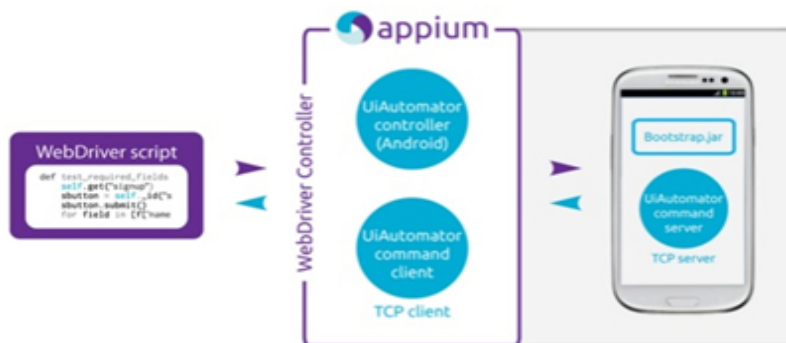 appium
WebDriver script
def test_required_fields
self.get("signup")
sbutton = self._id("s
sbutton.submit()
for field in [f["name
WebDriver Controller
UiAutomator
controller
(Android)
UiAutomator
command
client
TCP client
Bootstrap.jar
UiAutomator
command
server
TCP server